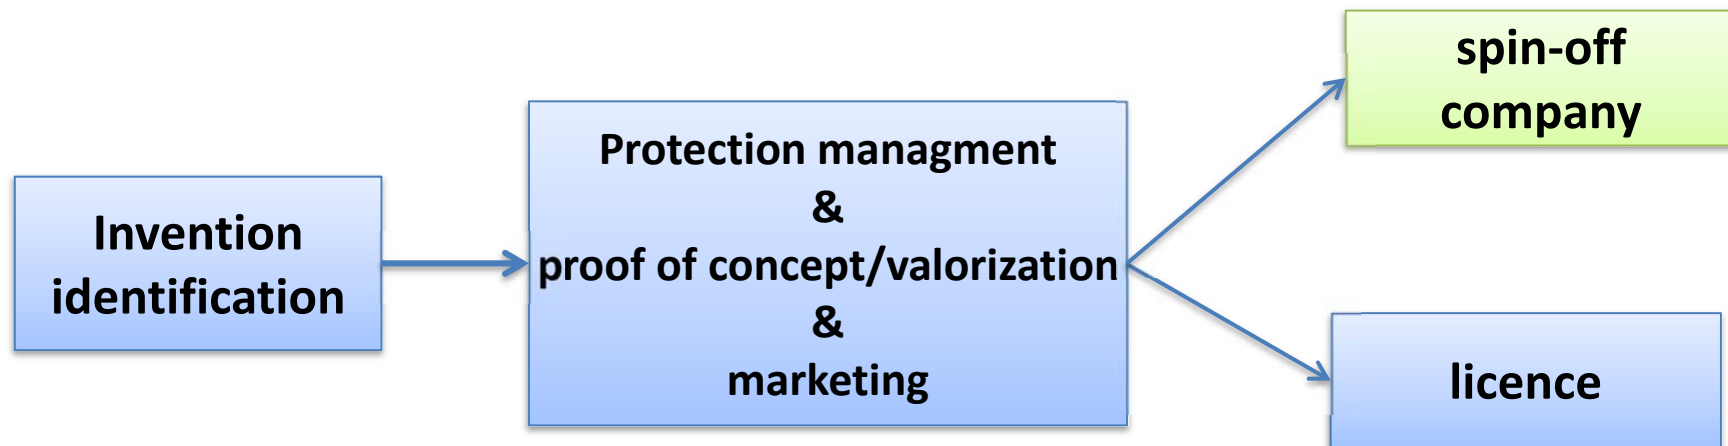 Invention
identification
Protection managment
&
proof of concept/valorization
&
marketing
spin-off
company
licence